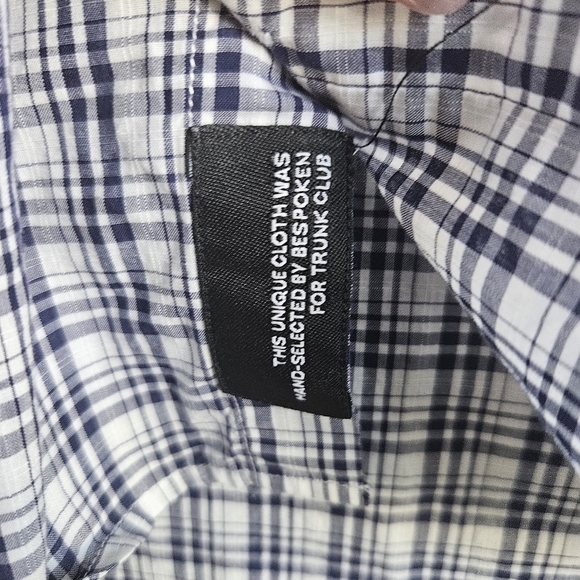 THIS UNIQUE CLOTH WAS
HAND-SELECTED BY BESPOKEN
FOR TRUNK CLUB